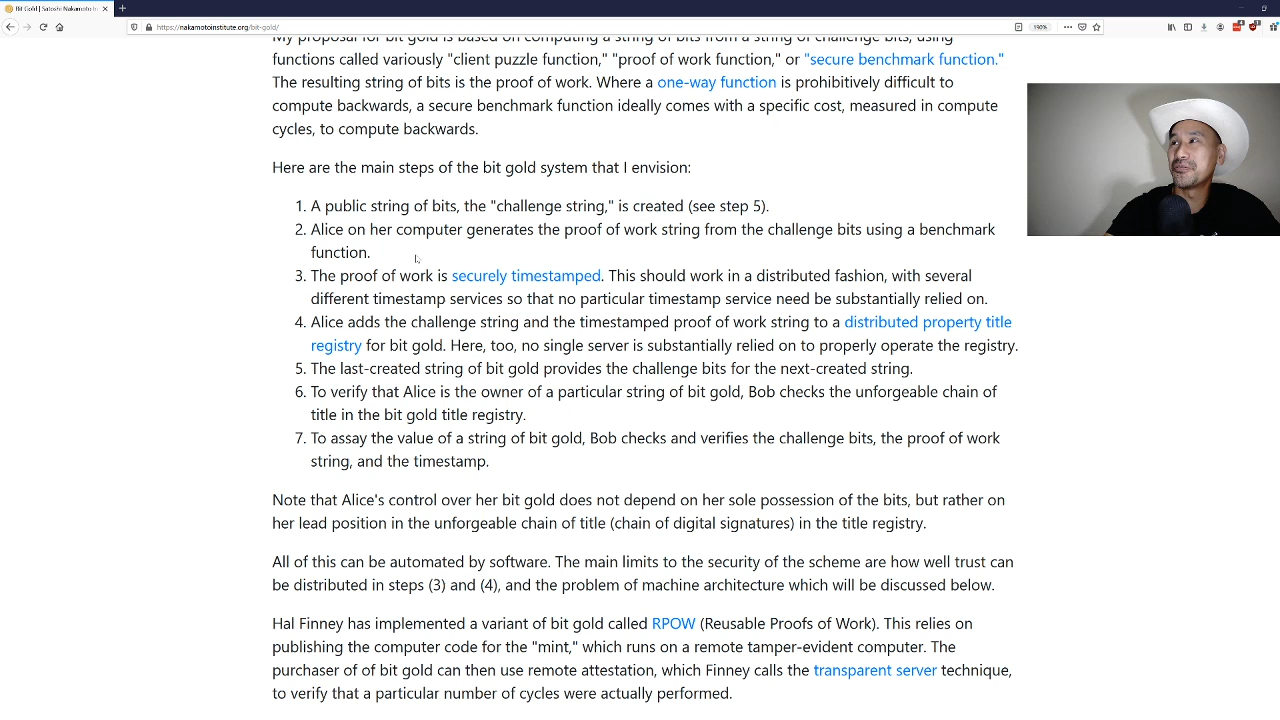 Bit Gold | Satoshi Nakamoto In
https://nakamotoinstitute.org/bit-gold/
190%
My proposal for bit gold is based on computing a string of bits from a string of challenge bits, using
functions called variously "client puzzle function," "proof of work function," or "secure benchmark function."
The resulting string of bits is the proof of work. Where a one-way function is prohibitively difficult to
compute backwards, a secure benchmark function ideally comes with a specific cost, measured in compute
cycles, to compute backwards.
Here are the main steps of the bit gold system that I envision:
1. A public string of bits, the "challenge string," is created (see step 5).
2. Alice on her computer generates the proof of work string from the challenge bits using a benchmark
function.
3. The proof of work is securely timestamped. This should work in a distributed fashion, with several
different timestamp services so that no particular timestamp service need be substantially relied on.
4. Alice adds the challenge string and the timestamped proof of work string to a distributed property title
registry for bit gold. Here, too, no single server is substantially relied on to properly operate the registry.
5. The last-created string of bit gold provides the challenge bits for the next-created string.
6. To verify that Alice is the owner of a particular string of bit gold, Bob checks the unforgeable chain of
title in the bit gold title registry.
7. To assay the value of a string of bit gold, Bob checks and verifies the challenge bits, the proof of work
string, and the timestamp.
Note that Alice's control over her bit gold does not depend on her sole possession of the bits, but rather on
her lead position in the unforgeable chain of title (chain of digital signatures) in the title registry.
All of this can be automated by software. The main limits to the security of the scheme are how well trust can
be distributed in steps (3) and (4), and the problem of machine architecture which will be discussed below.
Hal Finney has implemented a variant of bit gold called RPOW (Reusable Proofs of Work). This relies on
publishing the computer code for the "mint," which runs on a remote tamper-evident computer. The
purchaser of of bit gold can then use remote attestation, which Finney calls the transparent server technique,
to verify that a particular number of cycles were actually performed.